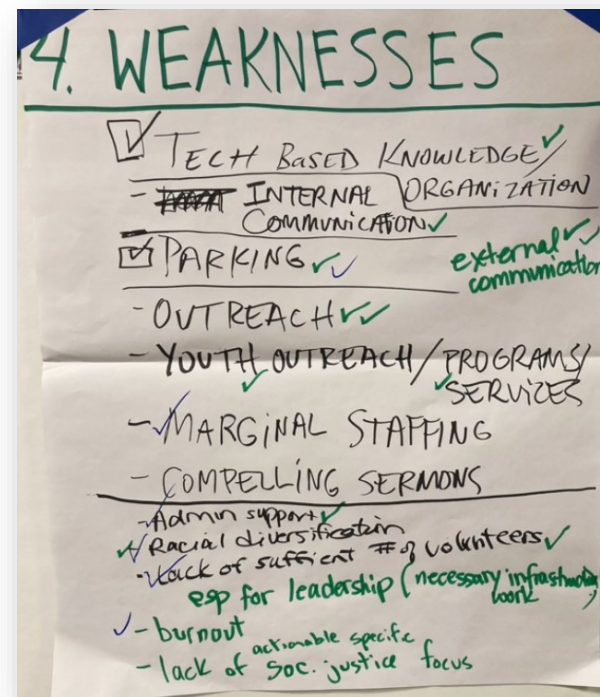 4. WEAKNESSES
TECH BASED KNOWLEDGE/
ORGANIZATION
- INTERNAL
COMMUNICATION
PARKING
external
communication
- OUTREACH
- YOUTH OUTREACH/PROGRAMS/
SERVICES
- MARGINAL STAFFING
- COMPELLING SERMONS
- Admin support
- Racial diversification
- Lack of suffient # of volunteers
esp for leadership (necessary
work
- burnout
actionable specific
- lack of soc. justice focus